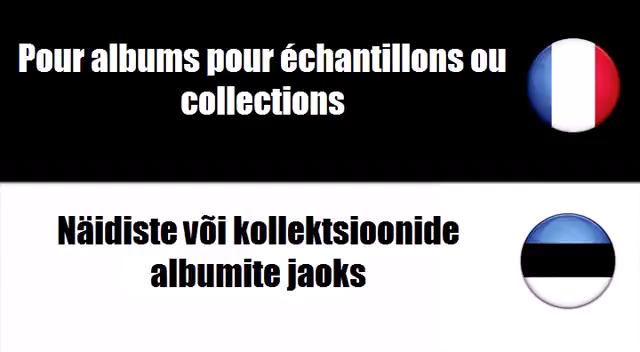 Pour albums pour échantillons ou
collections
Näidiste või kollektsioonide
albumite jaoks